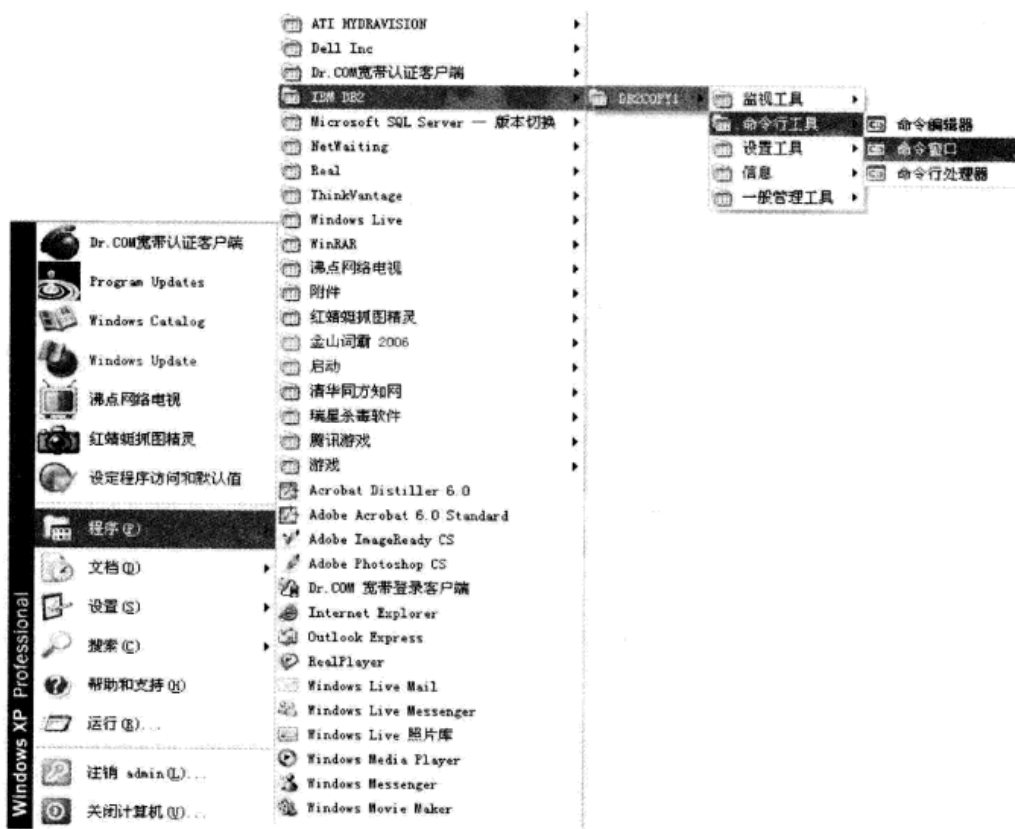 ATI HYDRAVISION
Dell Inc
Dr.COM宽带认证客户端
IBM DB2
Microsoft SQL Server — 版本切换
NetWaiting
Real
ThinkVantage
Windows Live
WinRAR
沸点网络电视
附件
红蜻蜓抓图精灵
金山词霸 2006
启动
清华同方知网
瑞星杀毒软件
腾讯游戏
游戏
Acrobat Distiller 6.0
Adobe Acrobat 6.0 Standard
Adobe ImageReady CS
Adobe Photoshop CS
Dr.COM 宽带登录客户端
Internet Explorer
Outlook Express
RealPlayer
Windows Live Mail
Windows Live Messenger
Windows Live 照片库
Windows Media Player
Windows Messenger
Windows Movie Maker
DB2COPY1
监视工具
命令行工具
设置工具
信息
一般管理工具
命令编辑器
命令窗口
命令行处理器
Dr.COM宽带认证客户端
Program Updates
Windows Catalog
Windows Update
沸点网络电视
红蜻蜓抓图精灵
设定程序访问和默认值
程序(P)
文档(D)
设置(S)
搜索(C)
帮助和支持(H)
运行(R)...
注销 admin(L)...
关闭计算机(U)...
Windows XP Professional